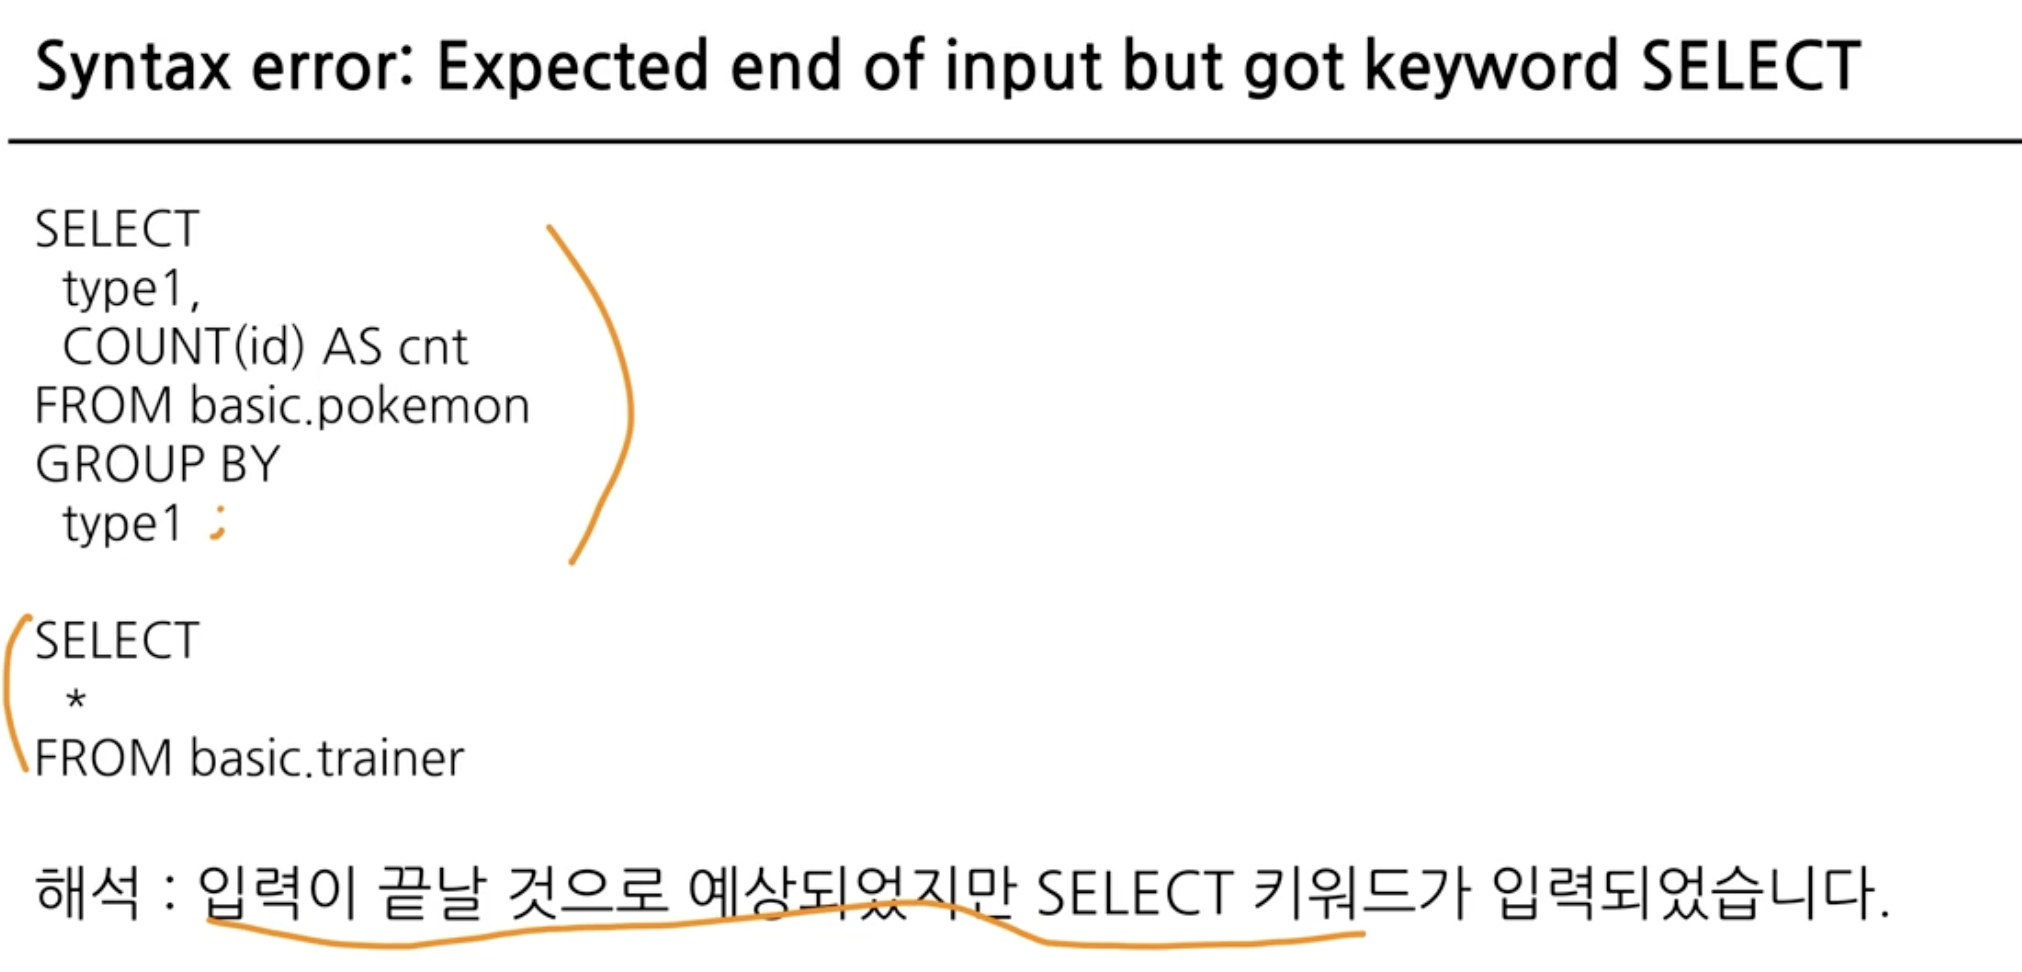 Syntax error: Expected end of input but got keyword SELECT
SELECT
type1,
COUNT(id) AS cnt
FROM basic.pokemon
GROUP BY
type1 ;
SELECT
*
FROM basic.trainer
해석 : 입력이 끝날 것으로 예상되었지만 SELECT 키워드가 입력되었습니다.